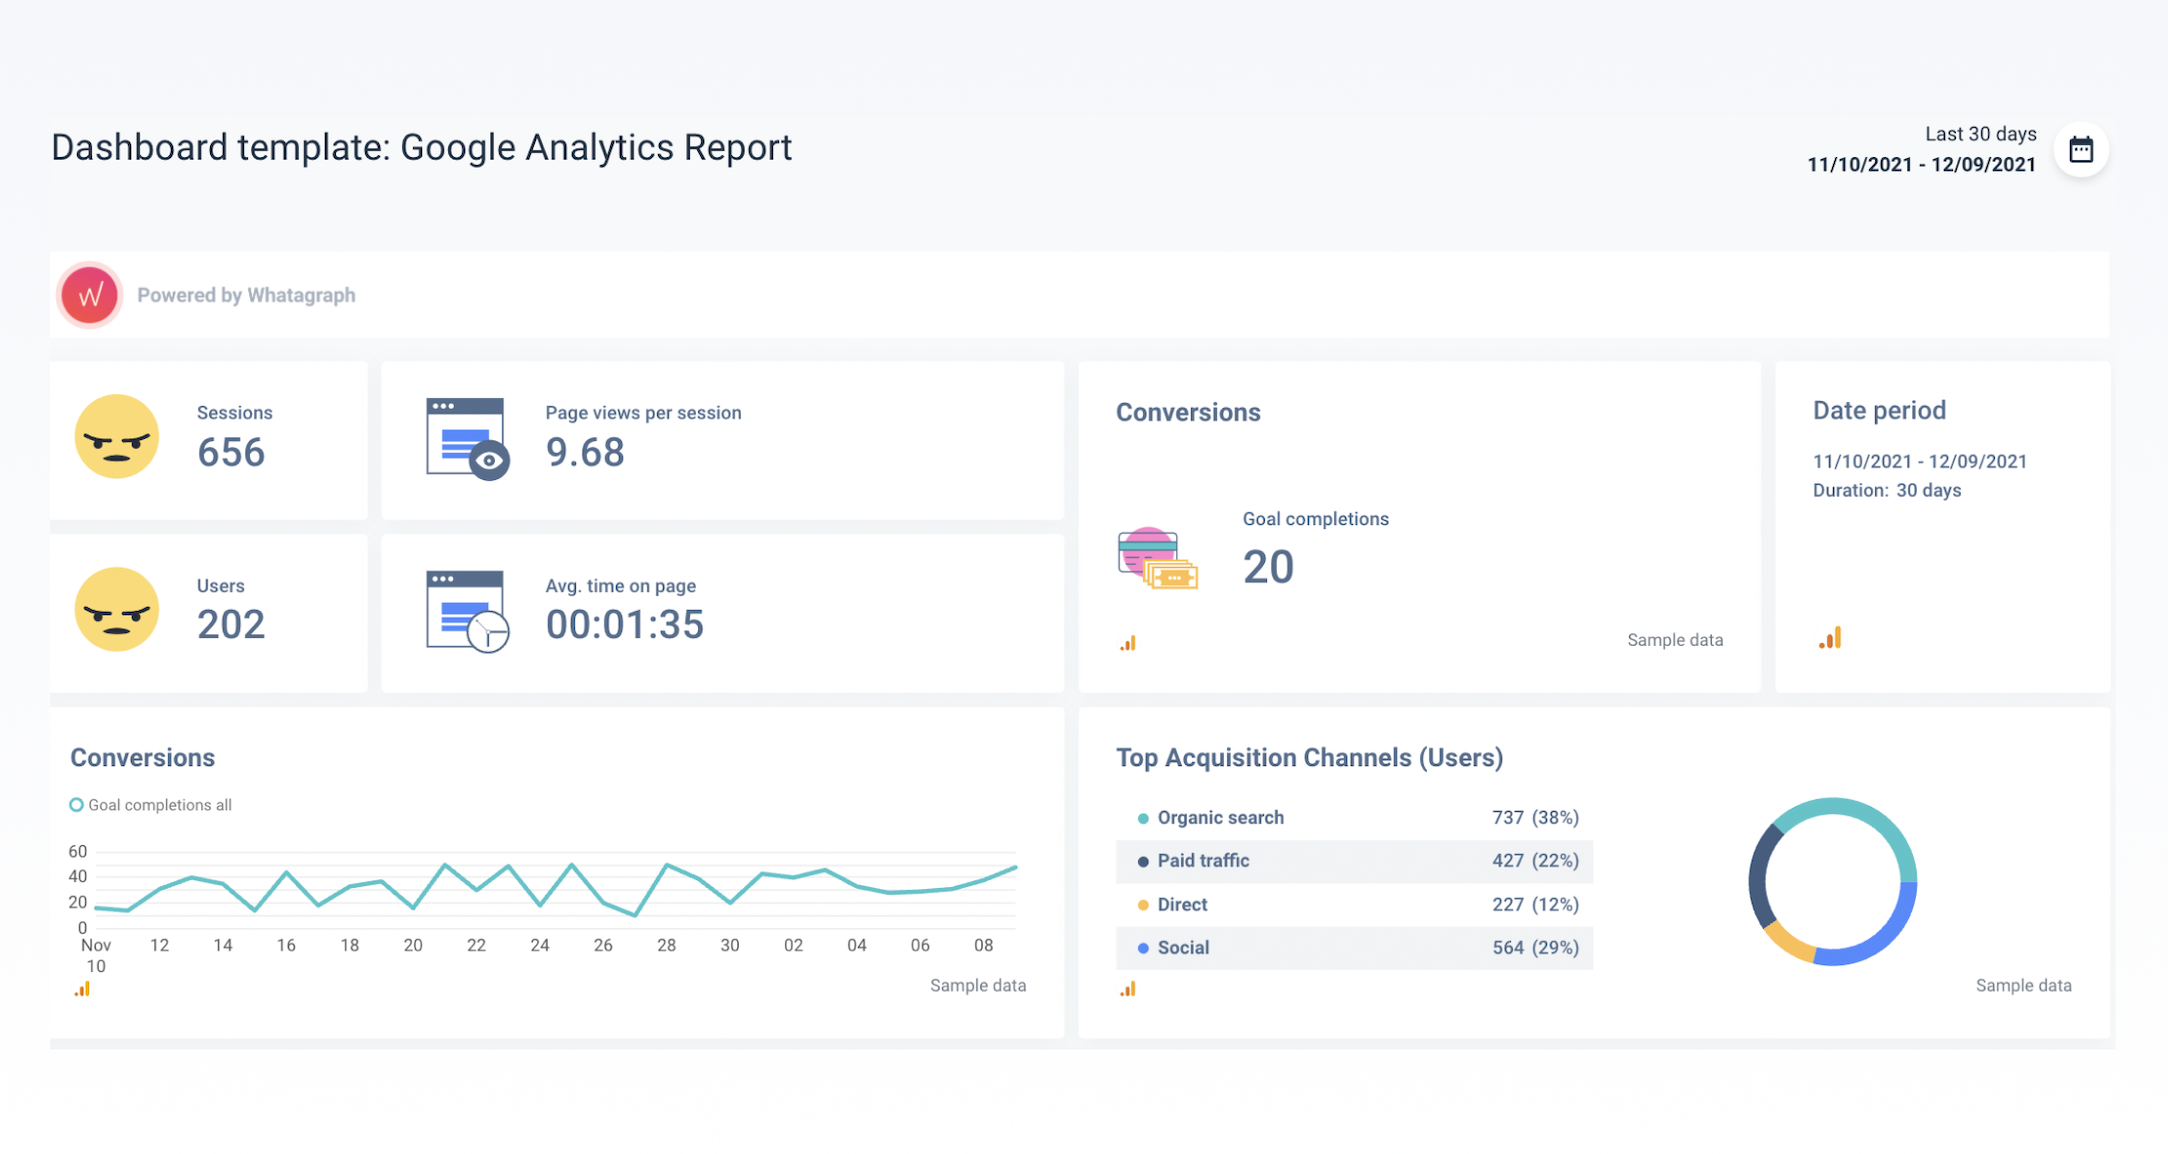 Dashboard template: Google Analytics Report
Last 30 days
11/10/2021 - 12/09/2021
W
Powered by Whatagraph
Sessions
656
Page views per session
9.68
Users
202
Avg. time on page
00:01:35
Conversions
Goal completions
20
Sample data
Date period
11/10/2021 - 12/09/2021
Duration: 30 days
Conversions
Goal completions all
60
40
20
0
Nov 10 12 14 16 18 20 22 24 26 28 30 02 04 06 08
Sample data
Top Acquisition Channels (Users)
Organic search 737 (38%)
Paid traffic 427 (22%)
Direct 227 (12%)
Social 564 (29%)
Sample data